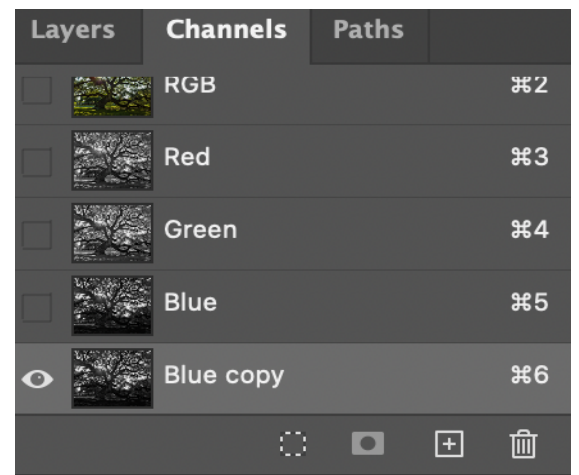 Layers Channels Paths
RGB ⌘2
Red ⌘3
Green ⌘4
Blue ⌘5
Blue copy ⌘6